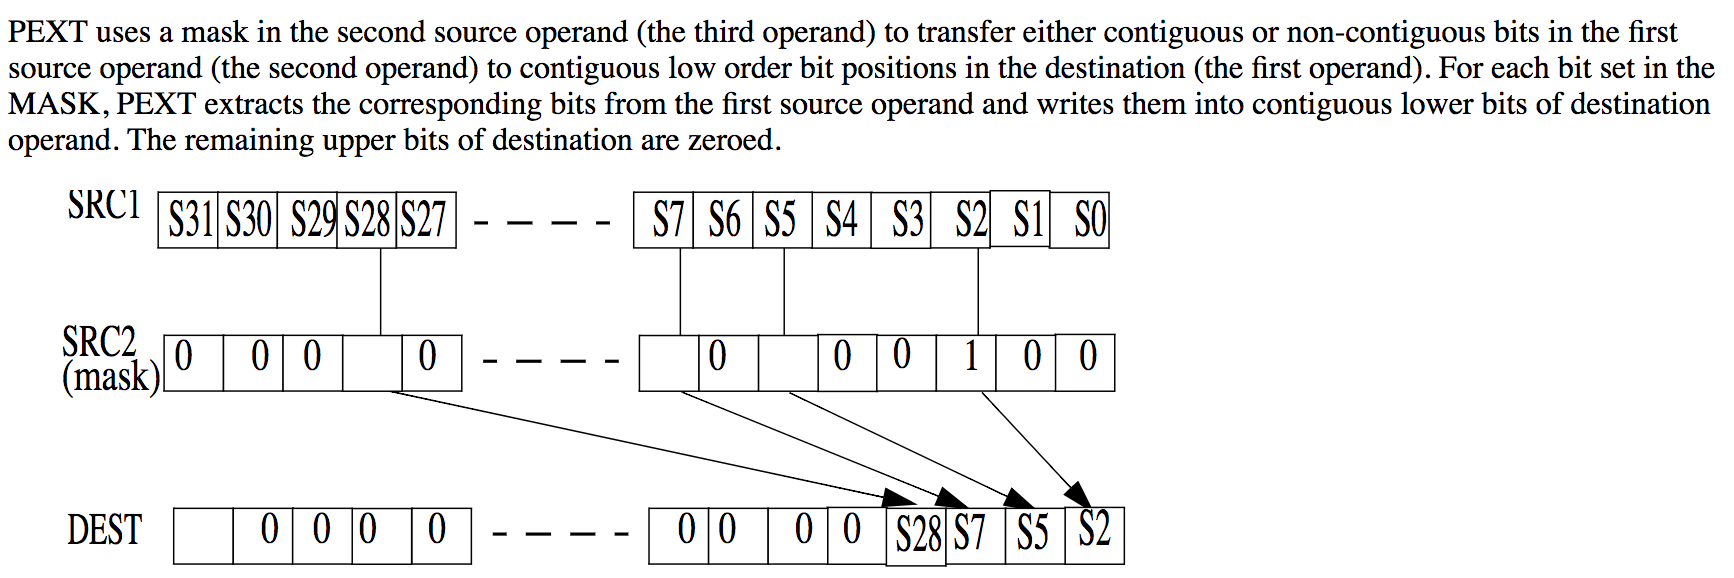 PEXT uses a mask in the second source operand (the third operand) to transfer either contiguous or non-contiguous bits in the first
source operand (the second operand) to contiguous low order bit positions in the destination (the first operand). For each bit set in the
MASK, PEXT extracts the corresponding bits from the first source operand and writes them into contiguous lower bits of destination
operand. The remaining upper bits of destination are zeroed.
SRC1 S31 S30 S29 S28 S27 S7 S6 S5 S4 S3 S2 S1 S0
SRC2 0 0 0 0 0 0 0 1 0 0
(mask)
DEST 0 0 0 0 0 0 0 0 S28 S7 S5 S2